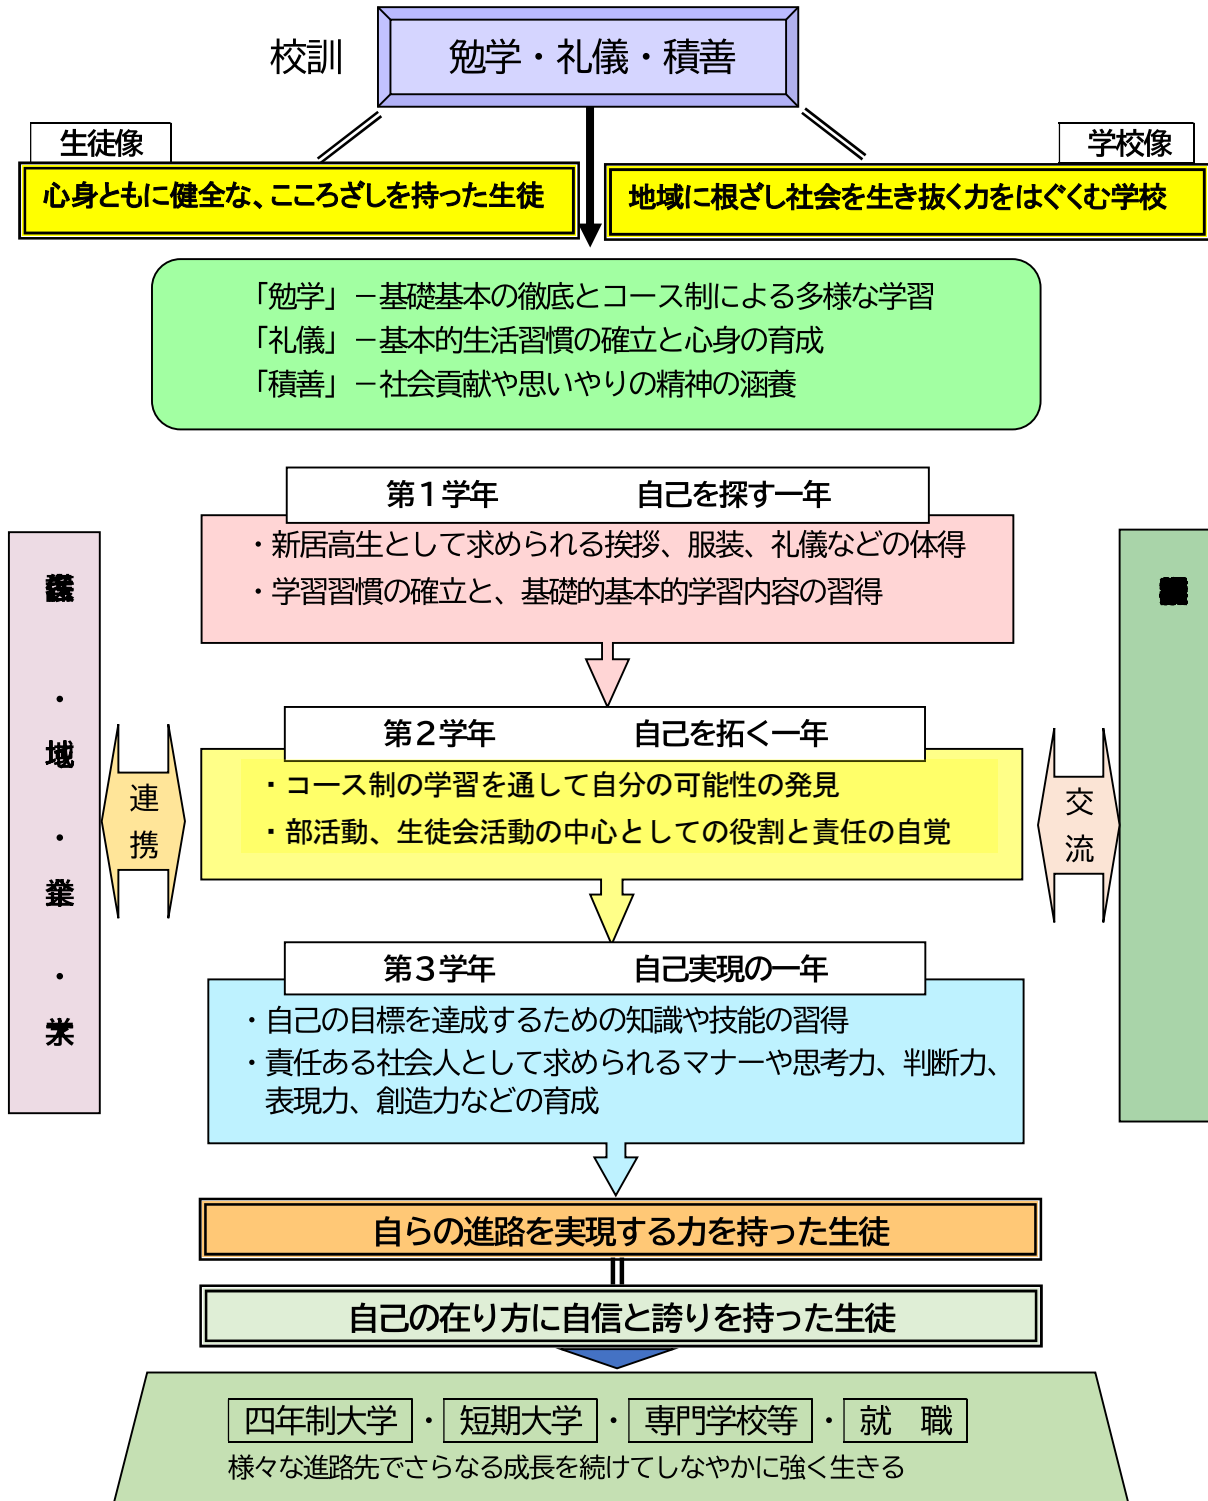 校訓
勉学・礼儀・積善
生徒像
学校像
心身ともに健全な、こころざしを持った生徒
地域に根ざし社会を生き抜く力をはぐくむ学校
「勉学」－基礎基本の徹底とコース制による多様な学習
「礼儀」－基本的生活習慣の確立と心身の育成
「積善」－社会貢献や思いやりの精神の涵養
第１学年　自己を探す一年
・新居高生として求められる挨拶、服装、礼儀などの体得
・学習習慣の確立と、基礎的基本的学習内容の習得
第２学年　自己を拓く一年
・コース制の学習を通して自分の可能性の発見
・部活動、生徒会活動の中心としての役割と責任の自覚
連携
交流
・地域・企業・大学
第３学年　自己実現の一年
・自己の目標を達成するための知識や技能の習得
・責任ある社会人として求められるマナーや思考力、判断力、
表現力、創造力などの育成
自らの進路を実現する力を持った生徒
自己の在り方に自信と誇りを持った生徒
四年制大学・短期大学・専門学校等・就　職
様々な進路先でさらなる成長を続けてしなやかに強く生きる